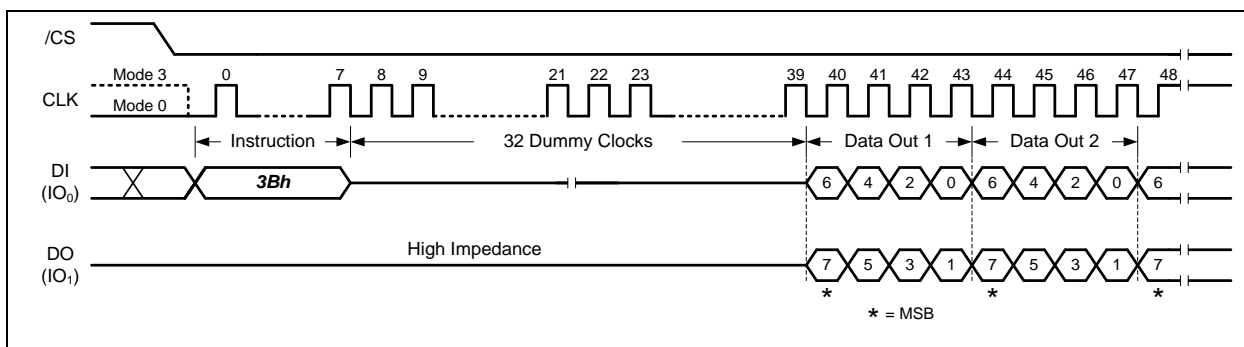 /CS
Mode 3 0 7 8 9 21 22 23 39 40 41 42 43 44 45 46 47 48
CLK
Mode 0
Instruction 32 Dummy Clocks Data Out 1 Data Out 2
DI
(IO₀)
3Bh 6 4 2 0 6 4 2 0 6
High Impedance
DO
(IO₁)
7 5 3 1 7 5 3 1 7
* * *
* = MSB